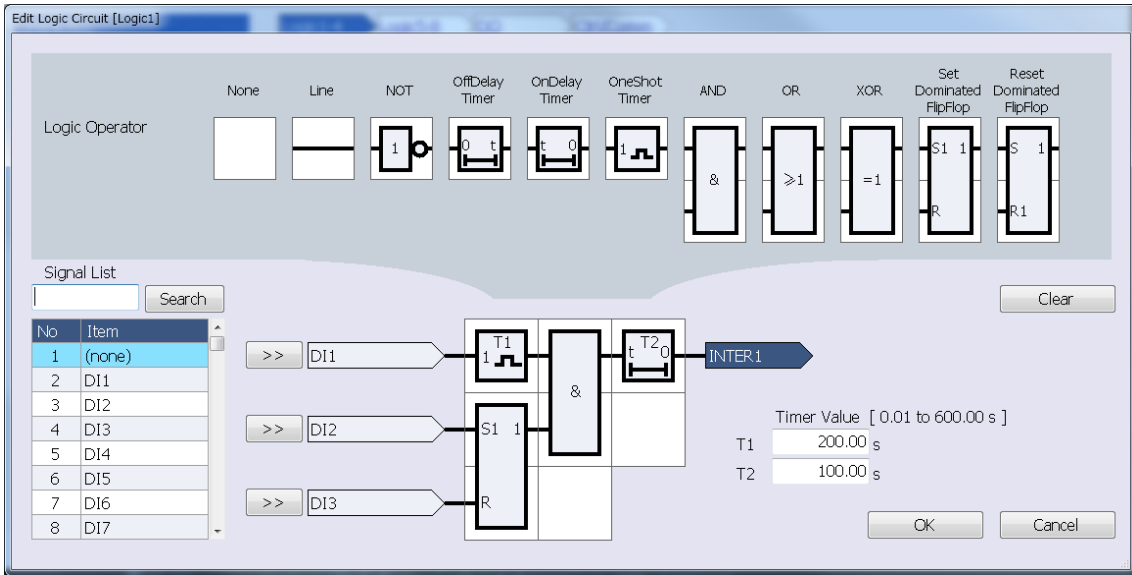 Edit Logic Circuit [Logic1]
None Line NOT OffDelay Timer OnDelay Timer OneShot Timer AND OR XOR Set Dominated FlipFlop Reset Dominated FlipFlop
Logic Operator
1 0 t t 0 1 & ⩾1 =1 S1 1 R S 1 R1
Signal List
Search
Clear
No Item
1 (none)
2 DI1
3 DI2
4 DI3
5 DI4
6 DI5
7 DI6
8 DI7
>> DI1 T1 1 & t T2 0 INTER1
>> DI2 S1 1
>> DI3 R
Timer Value [ 0.01 to 600.00 s ]
T1 200.00 s
T2 100.00 s
OK Cancel